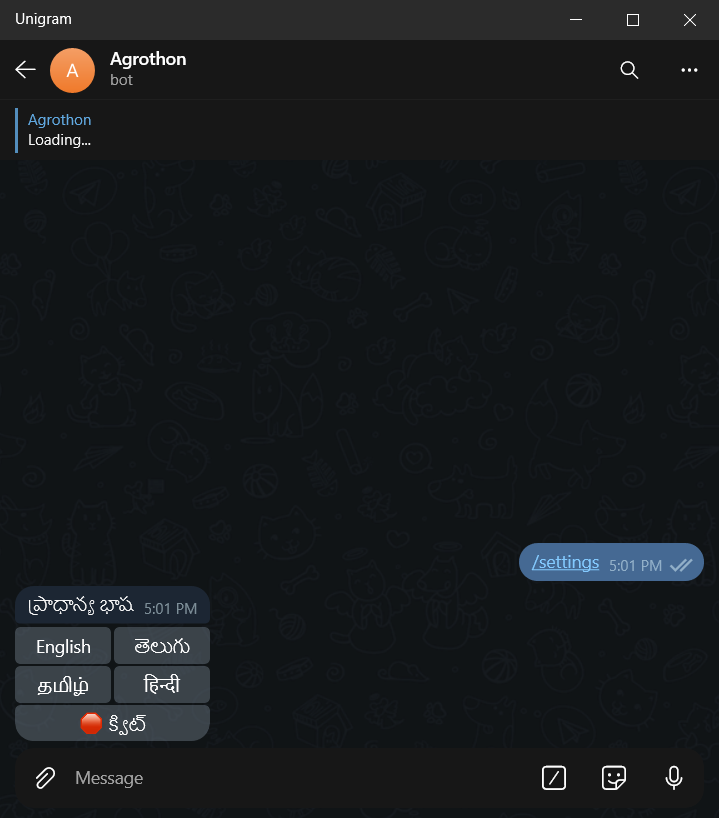 Unigram
Agrothon
bot
A
Agrothon
Loading...
/settings 5:01 PM
ప్రాధాన్య భాష 5:01 PM
English తెలుగు
தமிழ் हिन्दी
🛑 క్విట్
Message